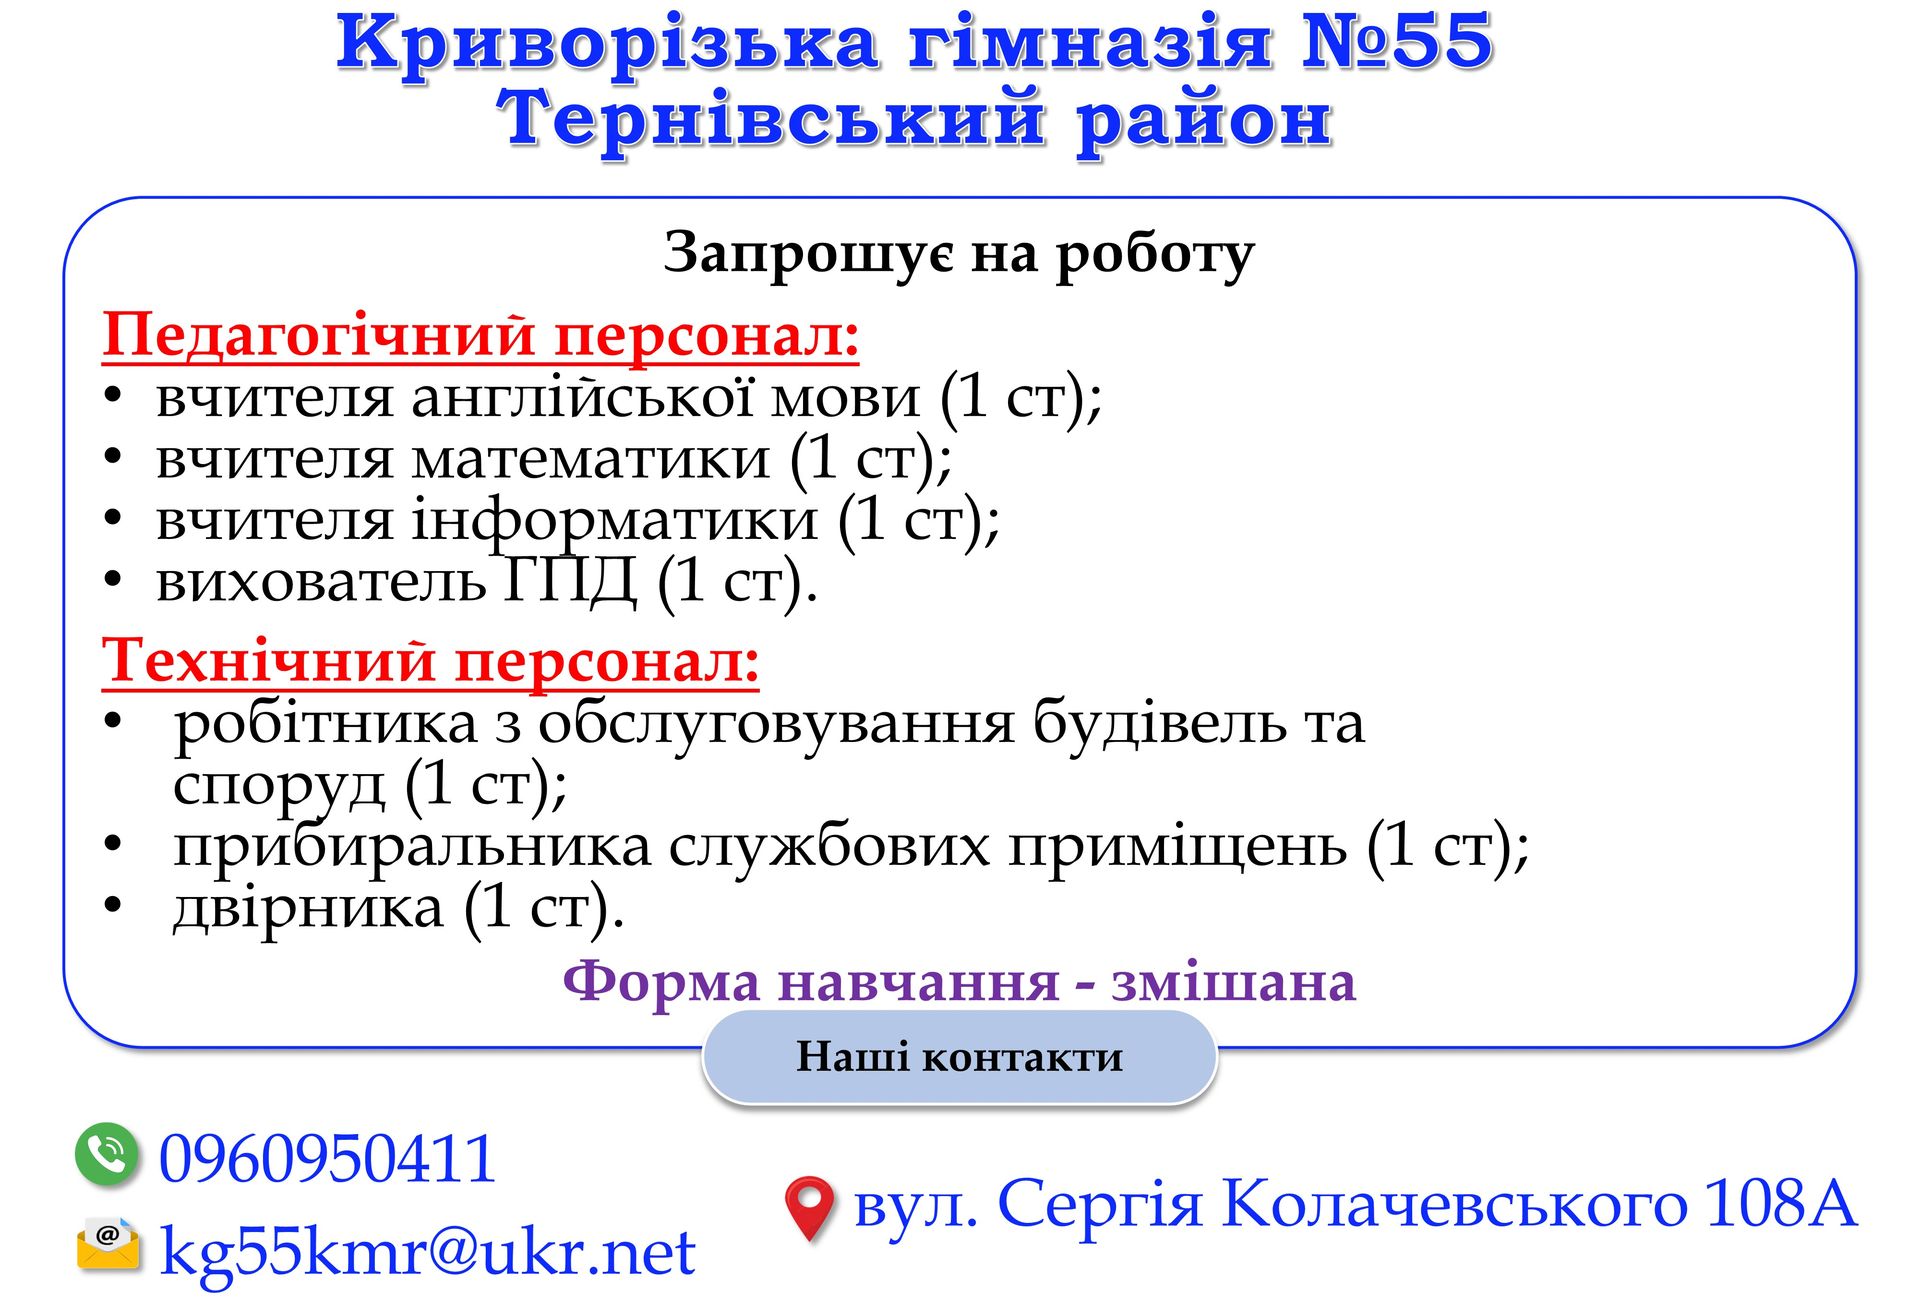 Криворізька гімназія №55
Тернівський район
Запрошує на роботу
Педагогічний персонал:
• вчителя англійської мови (1 ст);
• вчителя математики (1 ст);
• вчителя інформатики (1 ст);
• вихователь ГПД (1 ст).
Технічний персонал:
• робітника з обслуговування будівель та
споруд (1 ст);
• прибиральника службових приміщень (1 ст);
• двірника (1 ст).
Форма навчання - змішана
Наші контакти
0960950411
kg55kmr@ukr.net
вул. Сергія Колачевського 108А